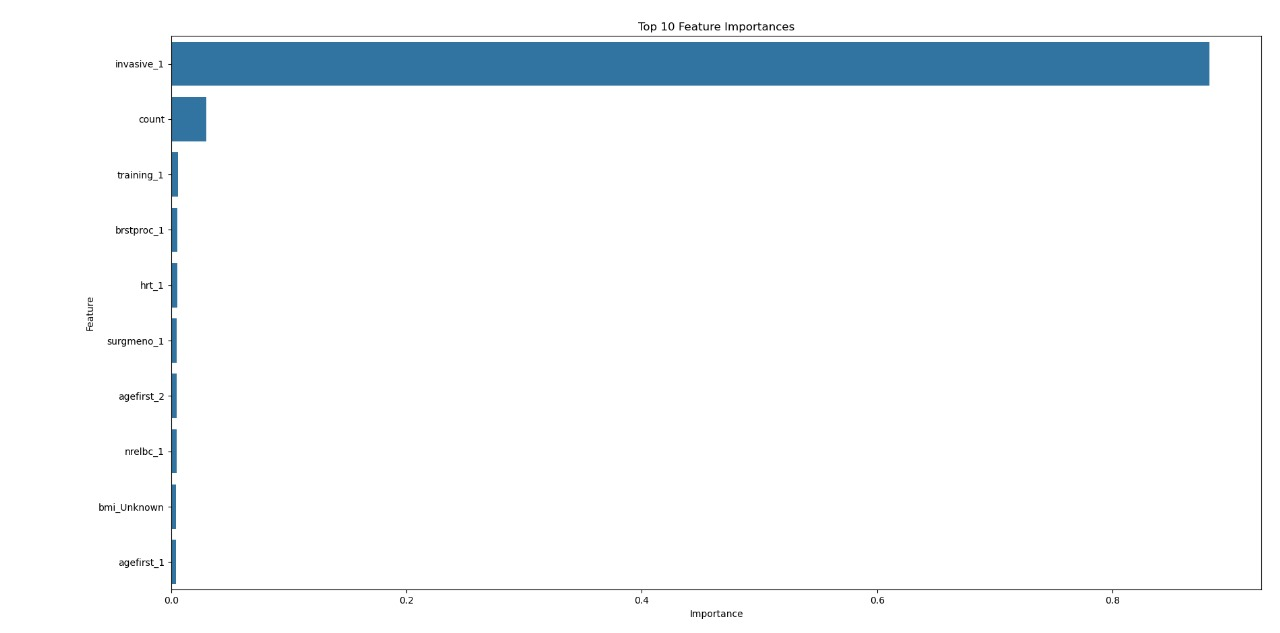 Top 10 Feature Importances
invasive_1
count
training_1
brstproc_1
hrt_1
surgmeno_1
agefirst_2
nrelbc_1
bmi_Unknown
agefirst_1
Feature
0.0 0.2 0.4 0.6 0.8
Importance